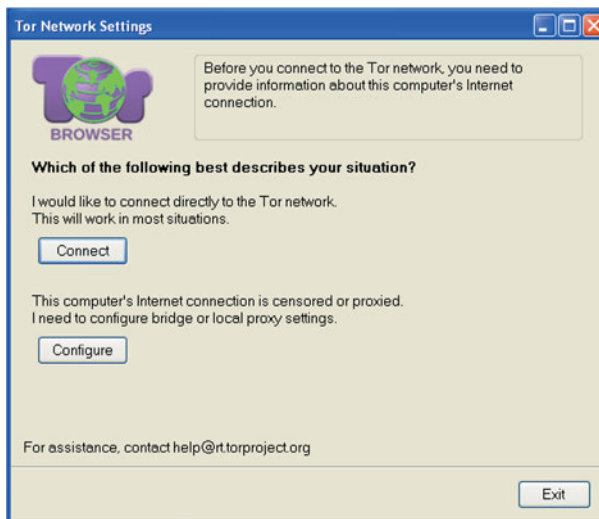 Tor Network Settings
Tor
BROWSER
Before you connect to the Tor network, you need to
provide information about this computer's Internet
connection.
Which of the following best describes your situation?
I would like to connect directly to the Tor network.
This will work in most situations.
Connect
This computer's Internet connection is censored or proxied.
I need to configure bridge or local proxy settings.
Configure
For assistance, contact help@rt.torproject.org
Exit